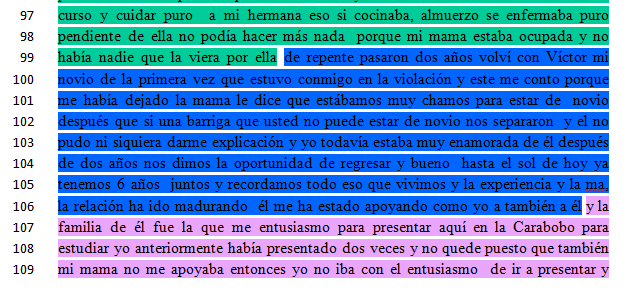 97 curso y cuidar puro a mi hermana eso si cocinaba, almuerzo se enfermaba puro
98 pendiente de ella no podía hacer más nada porque mi mama estaba ocupada y no
99 había nadie que la viera por ella de repente pasaron dos años volví con Víctor mi
100 novio de la primera vez que estuvo conmigo en la violación y este me conto porque
101 me había dejado la mama le dice que estábamos muy chamos para estar de novio
102 después que si una barriga que usted no puede estar de novio nos separaron y el no
103 pudo ni siquiera darme explicación y yo todavía estaba muy enamorada de él después
104 de dos años nos dimos la oportunidad de regresar y bueno hasta el sol de hoy ya
105 tenemos 6 años juntos y recordamos todo eso que vivimos y la experiencia y la ma,
106 la relación ha ido madurando él me ha estado apoyando como yo a también a él y la
107 familia de él fue la que me entusiasmo para presentar aquí en la Carabobo para
108 estudiar yo anteriormente había presentado dos veces y no quede puesto que también
109 mi mama no me apoyaba entonces yo no iba con el entusiasmo de ir a presentar y